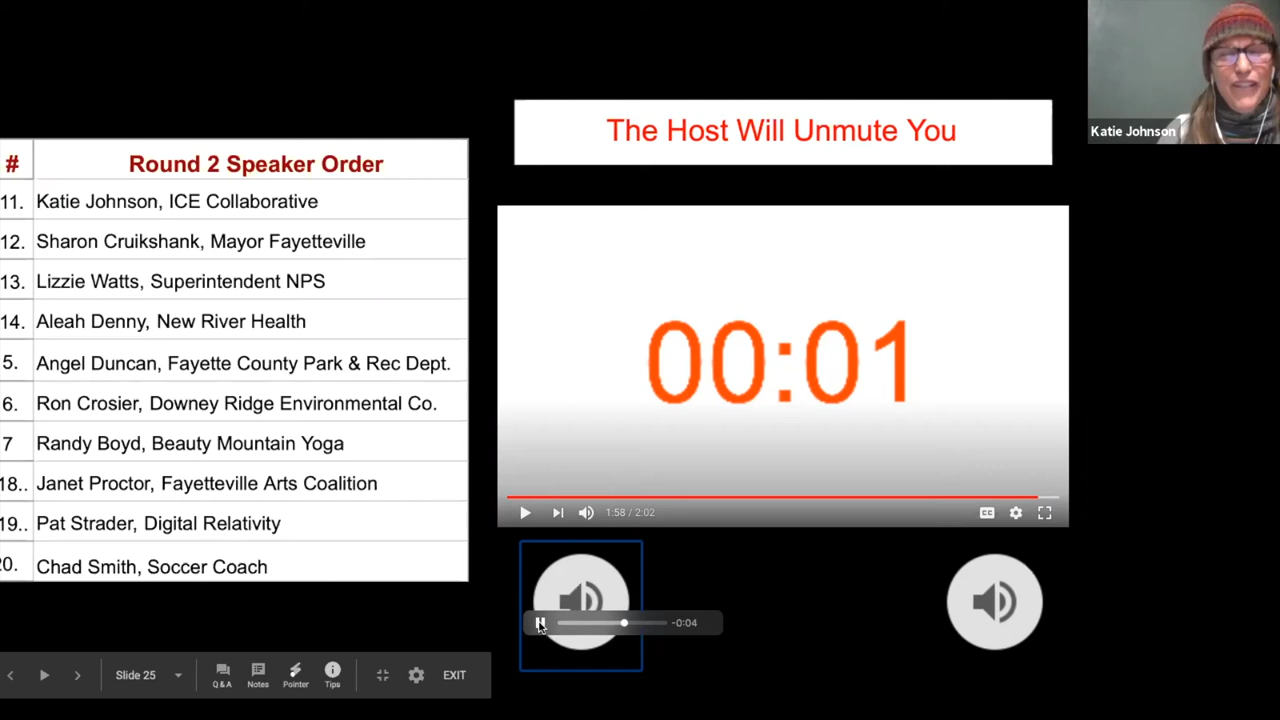 Katie Johnson
The Host Will Unmute You
# Round 2 Speaker Order
11. Katie Johnson, ICE Collaborative
12. Sharon Cruikshank, Mayor Fayetteville
13. Lizzie Watts, Superintendent NPS
14. Aleah Denny, New River Health
5. Angel Duncan, Fayette County Park & Rec Dept.
6. Ron Crosier, Downey Ridge Environmental Co.
7 Randy Boyd, Beauty Mountain Yoga
18.. Janet Proctor, Fayetteville Arts Coalition
19.. Pat Strader, Digital Relativity
20. Chad Smith, Soccer Coach
00:01
1:58 / 2:02
CC
-0:04
Slide 25
Q&A
Notes
Pointer
Tips
EXIT